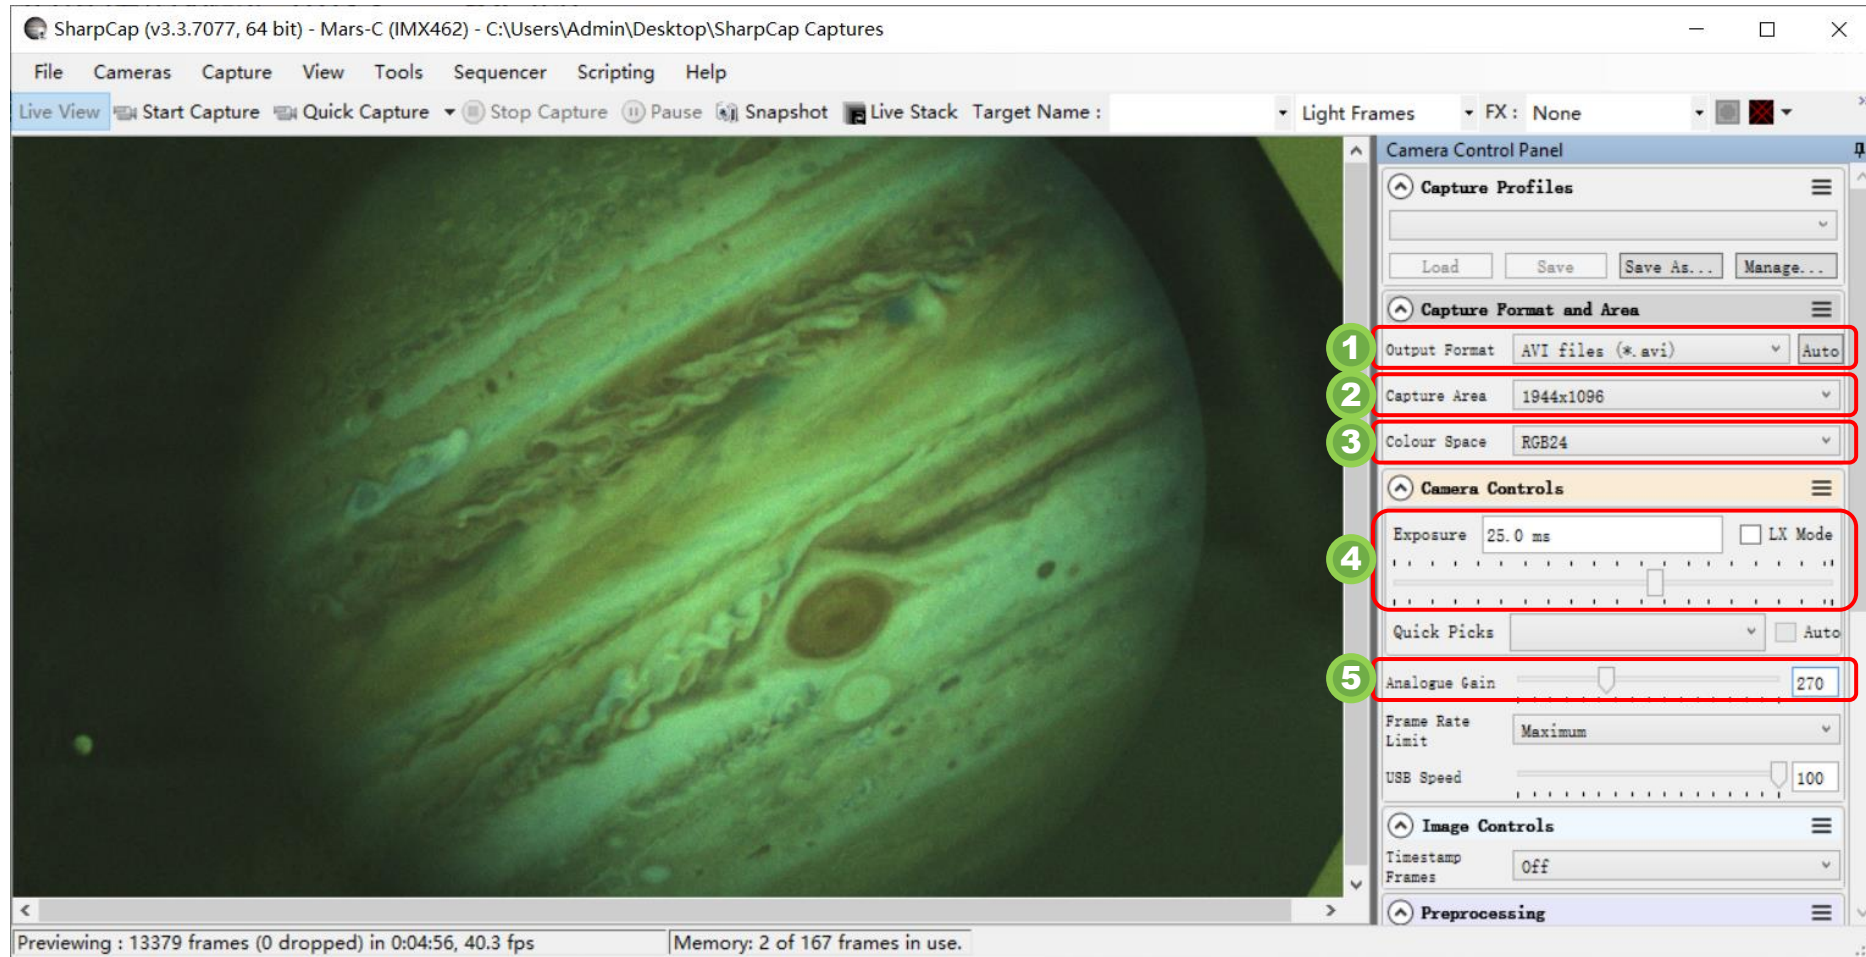 SharpCap (v3.3.7077, 64 bit) - Mars-C (IMX462) - C:\Users\Admin\Desktop\SharpCap Captures
File Cameras Capture View Tools Sequencer Scripting Help
Live View Start Capture Quick Capture Stop Capture Pause Snapshot Live Stack Target Name : Light Frames FX : None
Camera Control Panel
Capture Profiles
Load Save Save As... Manage...
Capture Format and Area
1 Output Format AVI files (*.avi) Auto
2 Capture Area 1944x1096
3 Colour Space RGB24
Camera Controls
Exposure 25.0 ms LX Mode
4
Quick Picks Auto
5 Analogue Gain 270
Frame Rate
Limit Maximum
USB Speed 100
Image Controls
Timestamp
Frames Off
Preprocessing
Previewing : 13379 frames (0 dropped) in 0:04:56, 40.3 fps Memory: 2 of 167 frames in use.